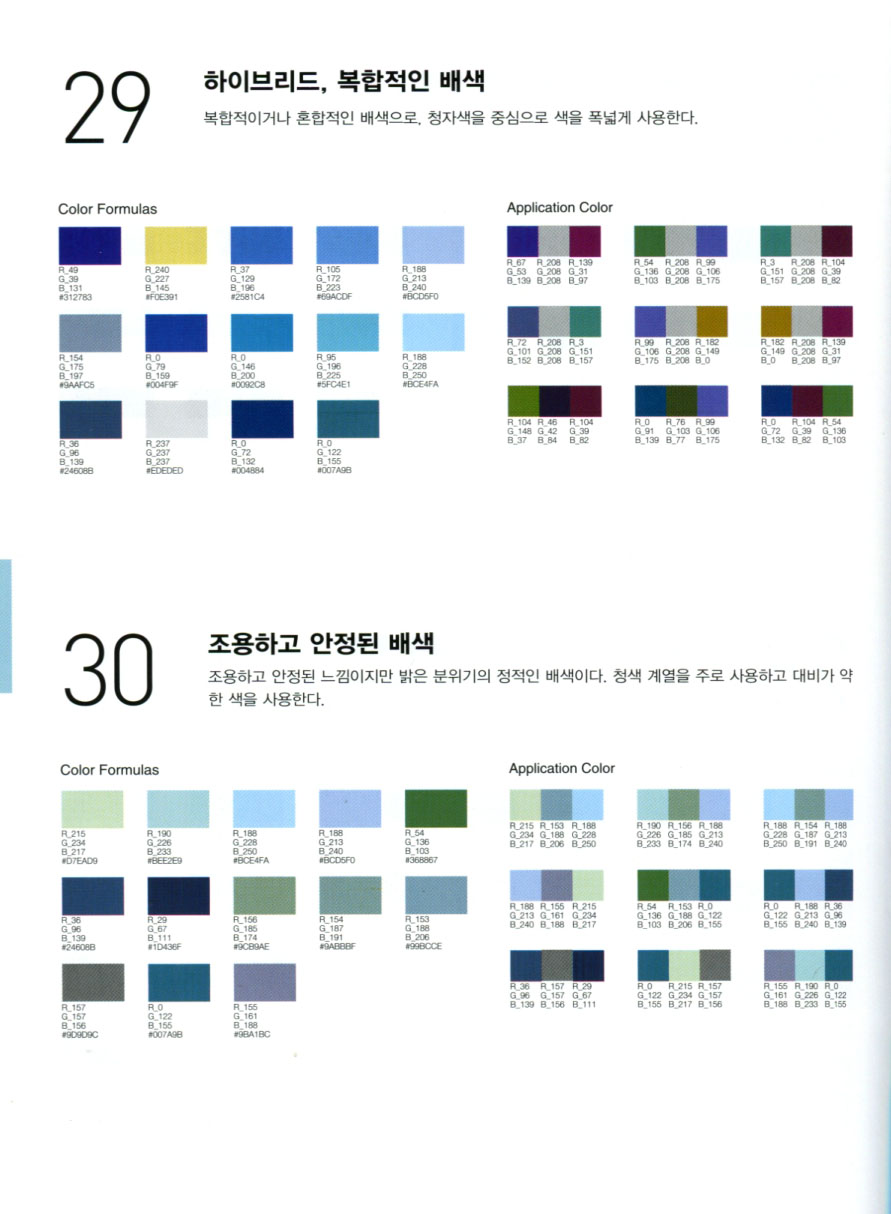 29
하이브리드, 복합적인 배색
복합적이거나 혼합적인 배색으로, 청자색을 중심으로 색을 폭넓게 사용한다.
Color Formulas
R_49 R_240 R_37 R_105 R_188
G_39 G_227 G_129 G_172 G_213
B_131 B_145 B_196 B_223 B_240
#312783 #F0E391 #2581C4 #69ACDF #BCD5F0
R_154 R_0 R_0 R_95 R_188
G_175 G_79 G_146 G_196 G_228
B_197 B_159 B_200 B_225 B_250
#9AAFC5 #004F9F #0092C8 #5FC4E1 #BCE4FA
R_36 R_237 R_0 R_0
G_96 G_237 G_72 G_122
B_139 B_237 B_132 B_155
#24608B #EDEDED #004884 #007A9B
Application Color
R_67 R_208 R_139 R_54 R_208 R_99 R_3 R_208 R_104
G_53 G_208 G_31 G_136 G_208 G_106 G_151 G_208 G_39
B_139 B_208 B_97 B_103 B_208 B_175 B_157 B_208 B_82
R_72 R_208 R_3 R_99 R_208 R_182 R_182 R_208 R_139
G_101 G_208 G_151 G_106 G_208 G_149 G_149 G_208 G_31
B_152 B_208 B_157 B_175 B_208 B_0 B_0 B_208 B_97
R_104 R_46 R_104 R_0 R_76 R_99 R_0 R_104 R_54
G_148 G_42 G_39 G_91 G_103 G_106 G_72 G_39 G_136
B_37 B_84 B_82 B_139 B_77 B_175 B_132 B_82 B_103
30
조용하고 안정된 배색
조용하고 안정된 느낌이지만 밝은 분위기의 정적인 배색이다. 청색 계열을 주로 사용하고 대비가 약
한 색을 사용한다.
Color Formulas
R_215 R_190 R_188 R_188 R_54
G_234 G_226 G_228 G_213 G_136
B_217 B_233 B_250 B_240 B_103
#D7EAD9 #BEE2E9 #BCE4FA #BCD5F0 #368867
R_36 R_29 R_156 R_154 R_153
G_96 G_67 G_185 G_187 G_188
B_139 B_111 B_174 B_191 B_206
#24608B #1D436F #9CB9AE #9ABBBF #99BCCE
R_157 R_0 R_155
G_157 G_122 G_161
B_156 B_155 B_188
#9D9D9C #007A9B #9BA1BC
Application Color
R_215 R_153 R_188 R_190 R_156 R_188 R_188 R_154 R_188
G_234 G_188 G_228 G_226 G_185 G_213 G_228 G_187 G_213
B_217 B_206 B_250 B_233 B_174 B_240 B_250 B_191 B_240
R_188 R_155 R_215 R_54 R_153 R_0 R_0 R_188 R_36
G_213 G_161 G_234 G_136 G_188 G_122 G_122 G_213 G_96
B_240 B_188 B_217 B_103 B_206 B_155 B_155 B_240 B_139
R_36 R_157 R_29 R_0 R_215 R_157 R_155 R_190 R_0
G_96 G_157 G_67 G_122 G_234 G_157 G_161 G_226 G_122
B_139 B_156 B_111 B_155 B_217 B_156 B_188 B_233 B_155